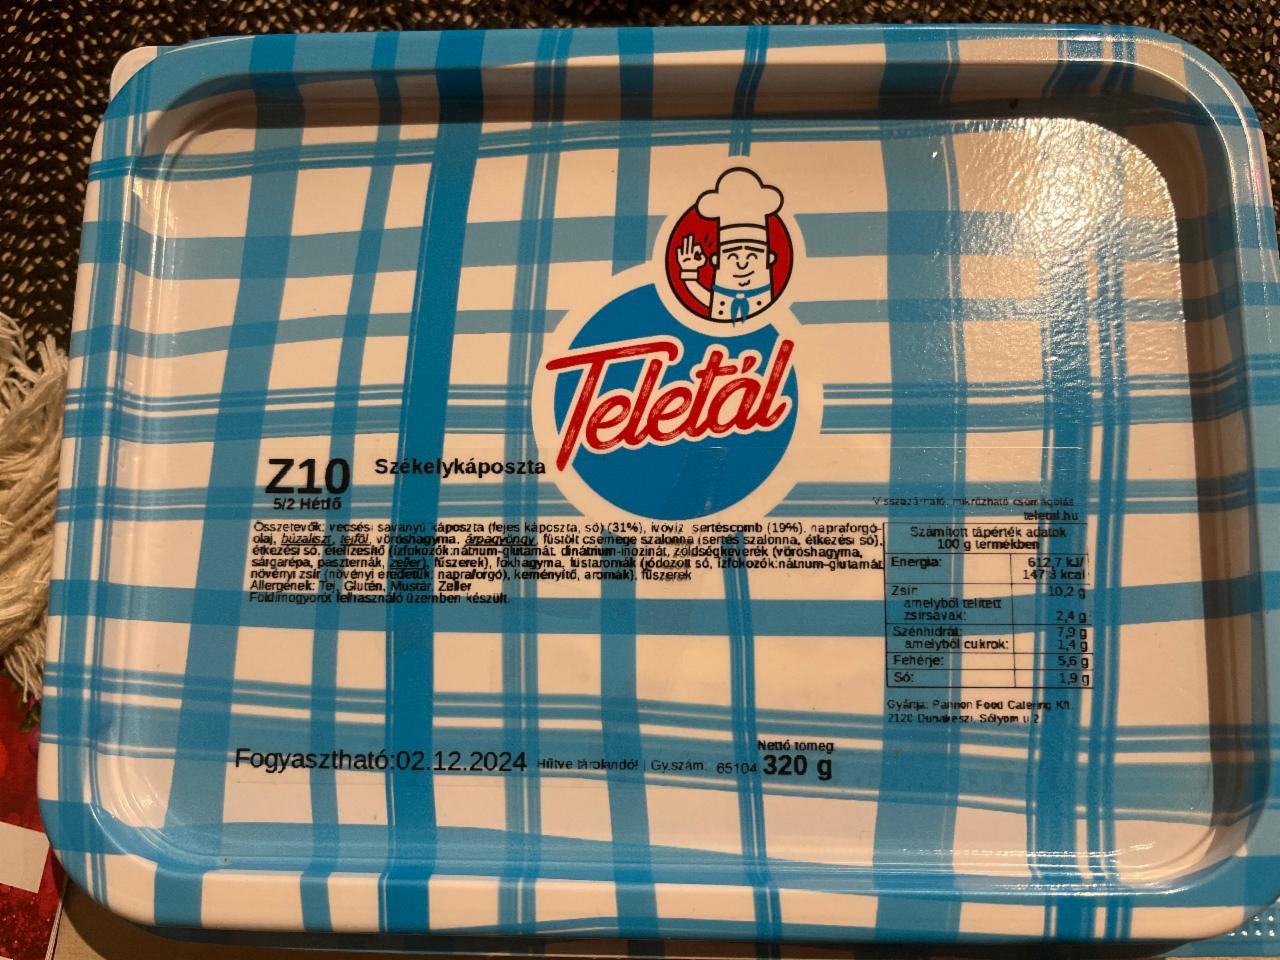 Teletál
Z10
Székelykáposzta
5/2 Hétfő
Összetevők: vecsési savanyú káposzta (fejes káposzta, só) (31%), ivóvíz sertéscomb (19%), napraforgó-
olaj, búzaliszt, tejföl, vöröshagyma, árpagyöngy, füstölt csemege szalonna (sertés szalonna, étkezési só),
étkezési só, ételízesítő (ízfokozók:nátrium-glutamát, dinátrium-inozinát, zöldségkeverék (vöröshagyma,
sárgarépa, paszternák, zeller), fűszerek), fokhagyma, füstaromák (jódozott só, ízfokozók:nátrium-glutamát
növényi zsír (növényi eredetűek: napraforgó), keményítő, aromák), fűszerek
Allergének: Tej, Glutén, Mustár, Zeller
Földimogyorót felhasználó üzemben készült.
Visszazárható, mikrózható csomagolás
teletal.hu
Számított tápérték adatok
100 g termékben
Energia: 612,7 kJ/
147,3 kcal
Zsír: 10,2 g
amelyből telített
zsírsavak: 2,4 g
Szénhidrát: 7,9 g
amelyből cukrok: 1,4 g
Fehérje: 5,6 g
Só: 1,9 g
Gyártja: Pannon Food Catering Kft.
2120 Dunakeszi, Sólyom u 2
Fogyasztható:02.12.2024 Hűtve tárolandó! | Gy.szám: 65104
Nettó tömeg
320 g